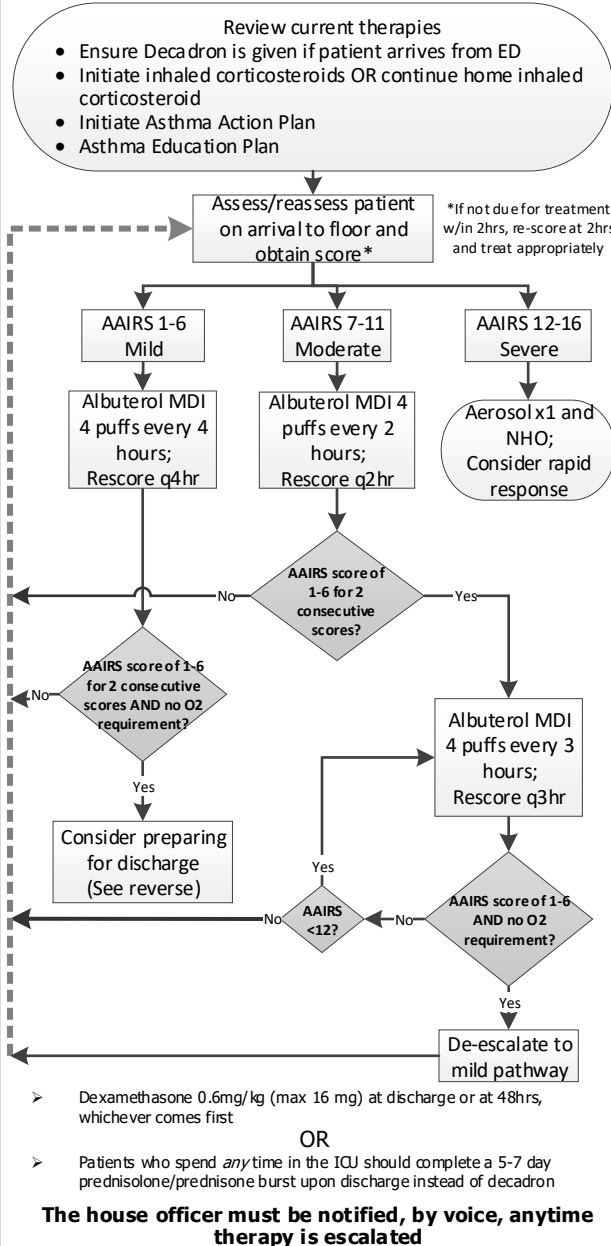 Review current therapies
• Ensure Decadron is given if patient arrives from ED
• Initiate inhaled corticosteroids OR continue home inhaled
corticosteroid
• Initiate Asthma Action Plan
• Asthma Education Plan
Assess/reassess patient
on arrival to floor and
obtain score*
*If not due for treatment
w/in 2hrs, re-score at 2hrs
and treat appropriately
AAIRS 1-6
Mild
AAIRS 7-11
Moderate
AAIRS 12-16
Severe
Albuterol MDI
4 puffs every 4
hours;
Rescore q4hr
Albuterol MDI 4
puffs every 2
hours;
Rescore q2hr
Aerosol x1 and
NHO;
Consider rapid
response
AAIRS score of
1-6 for 2
consecutive
scores?
No
Yes
AAIRS score of 1-6
for 2 consecutive
scores AND no O2
requirement?
No
Yes
Albuterol MDI
4 puffs every 3
hours;
Rescore q3hr
Consider preparing
for discharge
(See reverse)
Yes
AAIRS
<12?
No
No
AAIRS score of 1-6
AND no O2
requirement?
Yes
De-escalate to
mild pathway
➢ Dexamethasone 0.6mg/kg (max 16 mg) at discharge or at 48hrs,
whichever comes first
OR
➢ Patients who spend any time in the ICU should complete a 5-7 day
prednisolone/prednisone burst upon discharge instead of decadron
The house officer must be notified, by voice, anytime
therapy is escalated